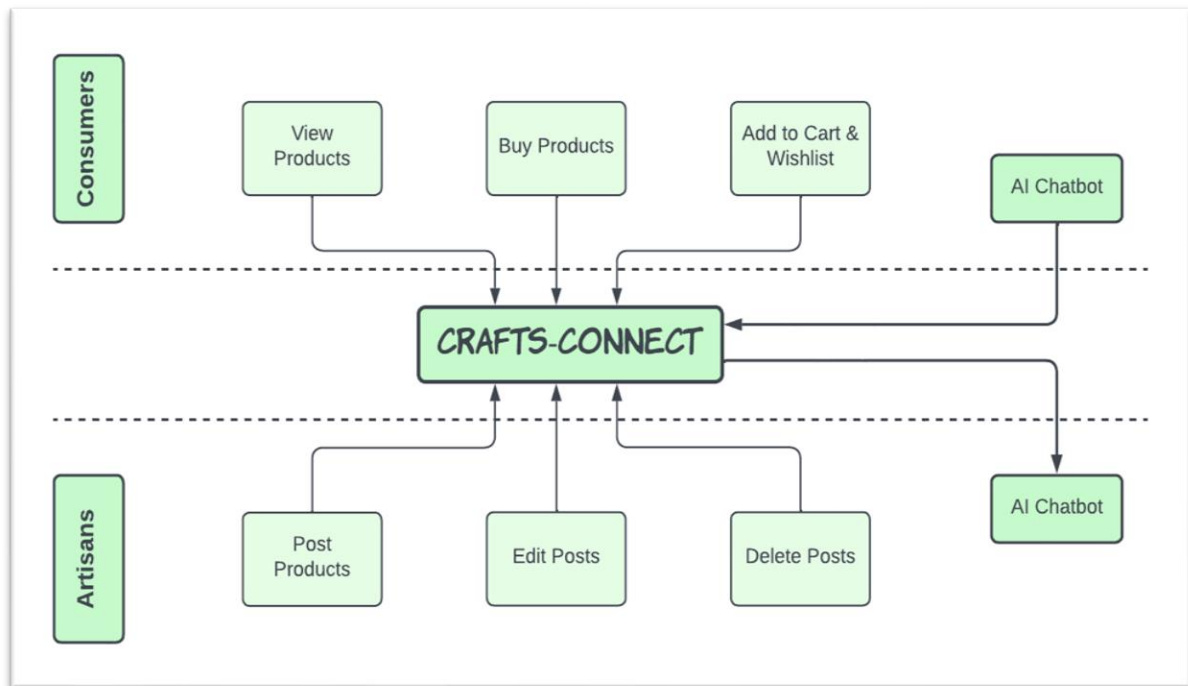 Consumers
View
Products
Buy Products
Add to Cart &
Wishlist
AI Chatbot
CRAFTS-CONNECT
Artisans
Post
Products
Edit Posts
Delete Posts
AI Chatbot